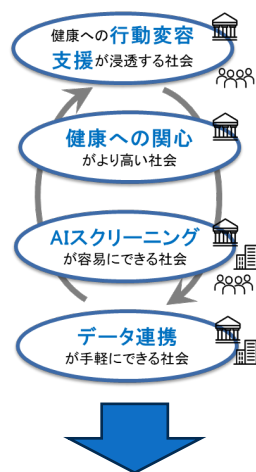 健康への行動変容
支援が浸透する社会
健康への関心
がより高い社会
AIスクリーニング
が容易にできる社会
データ連携
が手軽にできる社会